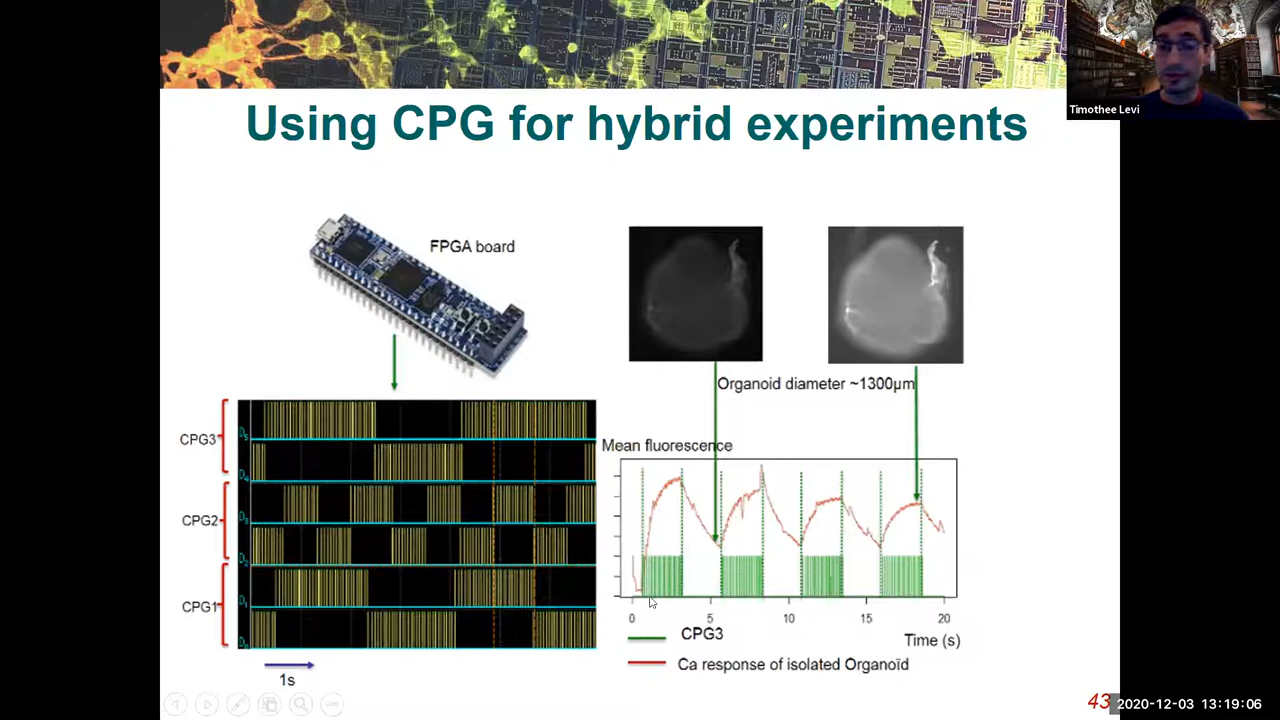 Timothee Levi
Using CPG for hybrid experiments
FPGA board
Organoid diameter ~1300µm
CPG3
CPG2
CPG1
1s
Mean fluorescence
0 5 10 15 20
Time (s)
CPG3
Ca response of isolated Organoïd
43
2020-12-03 13:19:06